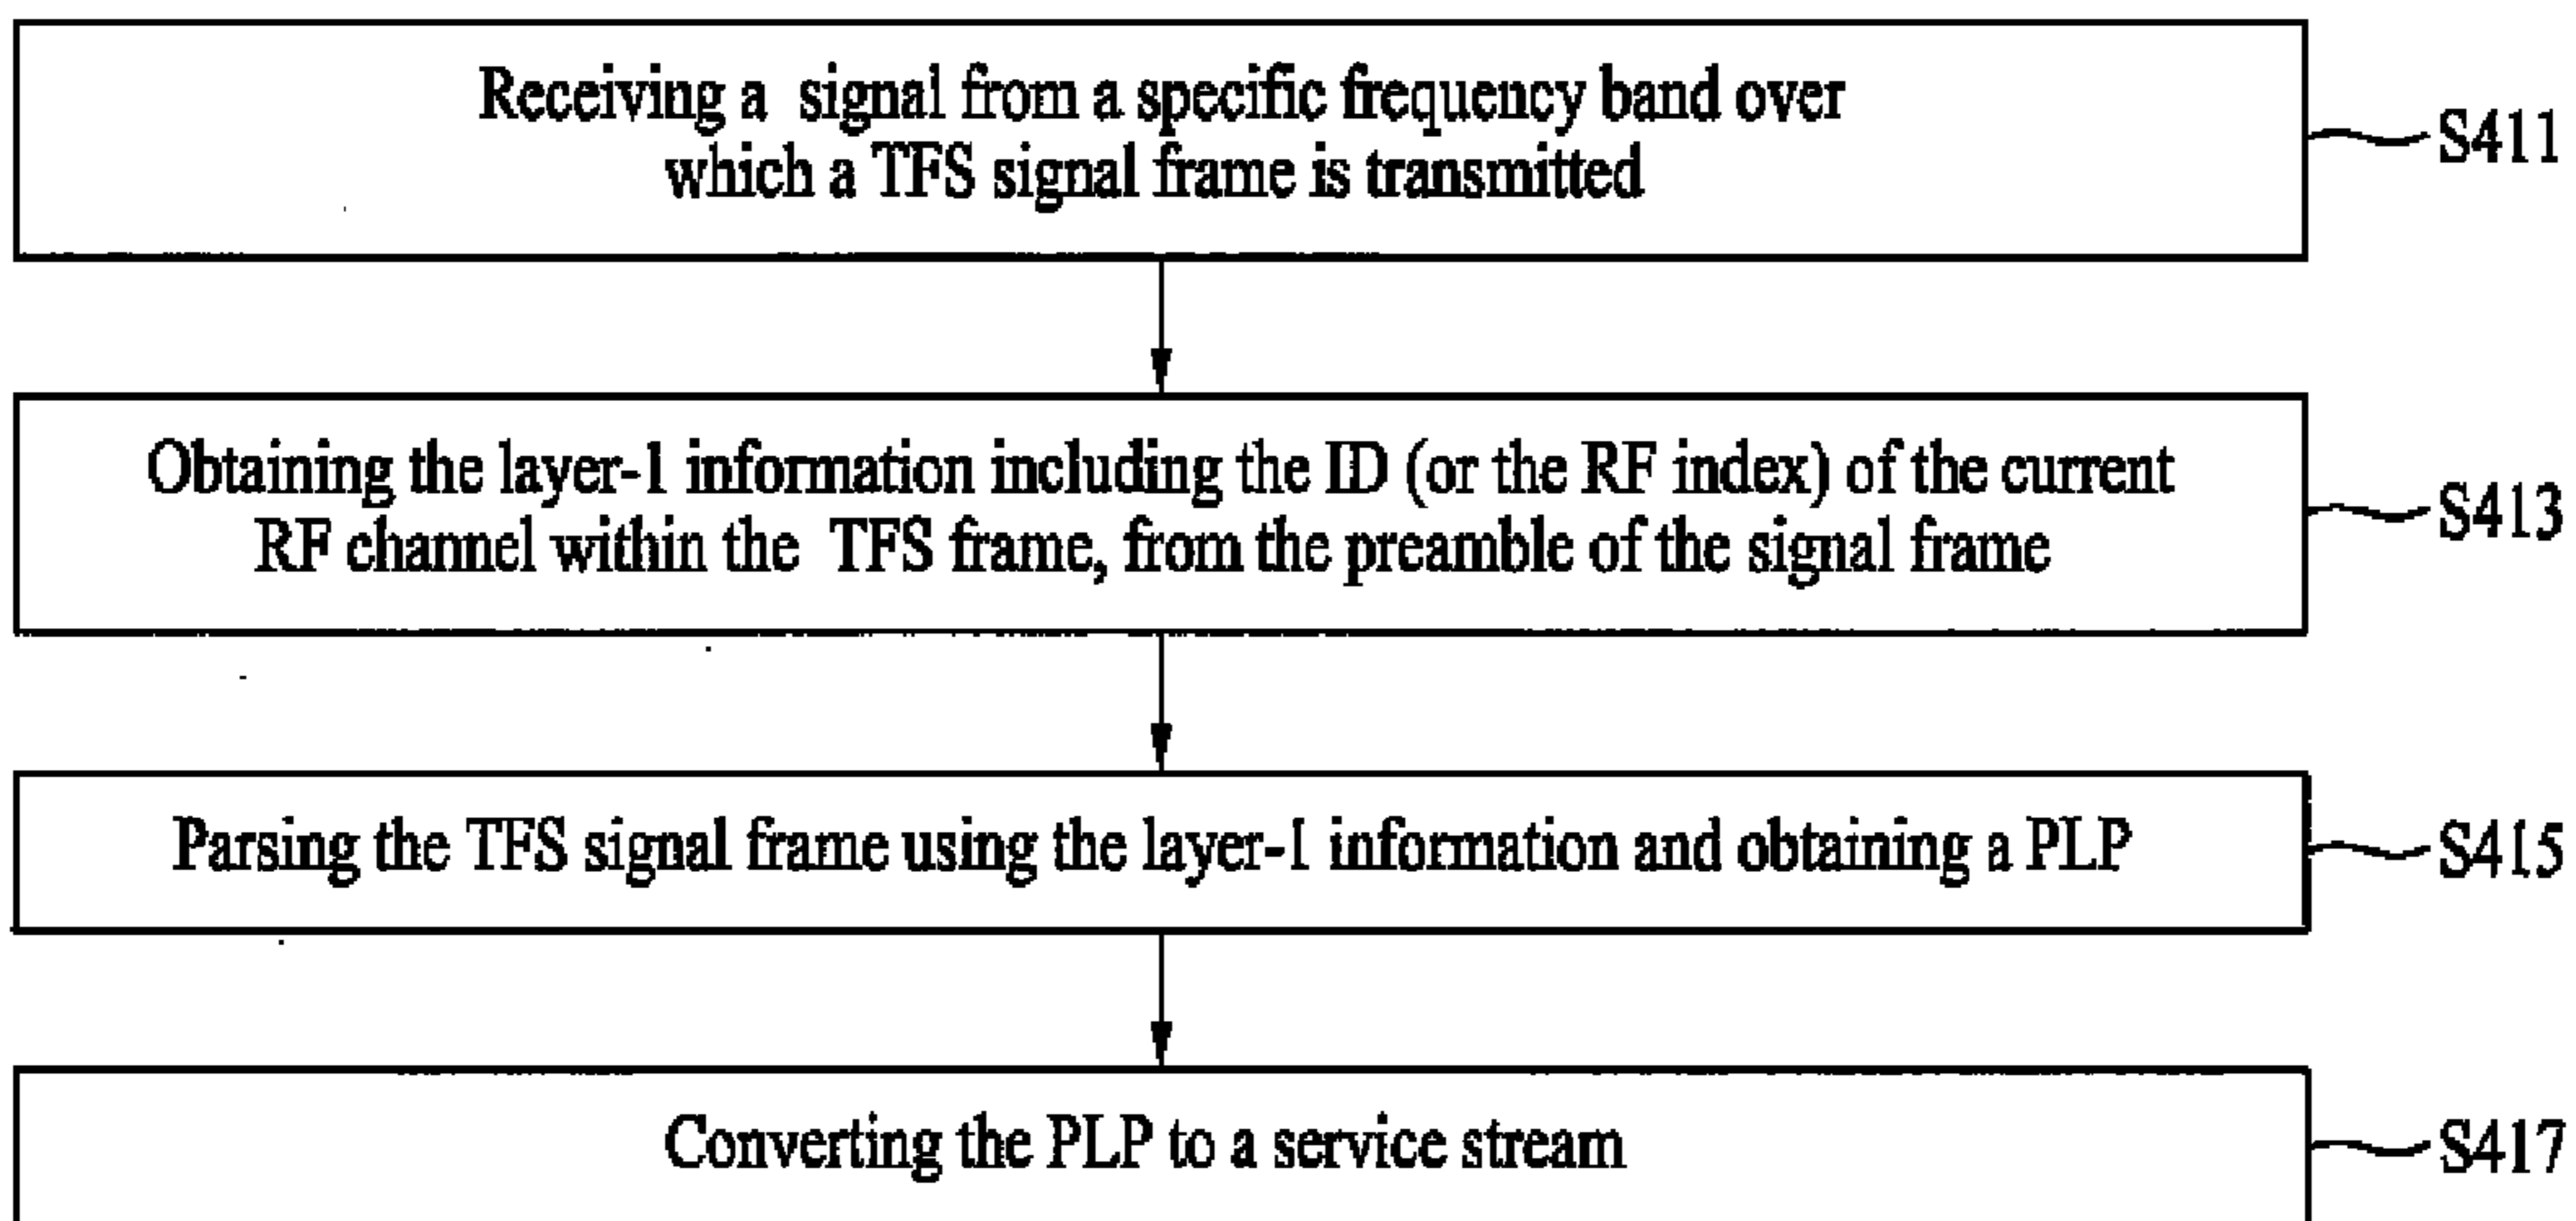 Receiving a signal from a specific frequency band over
which a TFS signal frame is transmitted
S411
Obtaining the layer-1 information including the ID (or the RF index) of the current
RF channel within the TFS frame, from the preamble of the signal frame
S413
Parsing the TFS signal frame using the layer-1 information and obtaining a PLP
S415
Converting the PLP to a service stream
S417